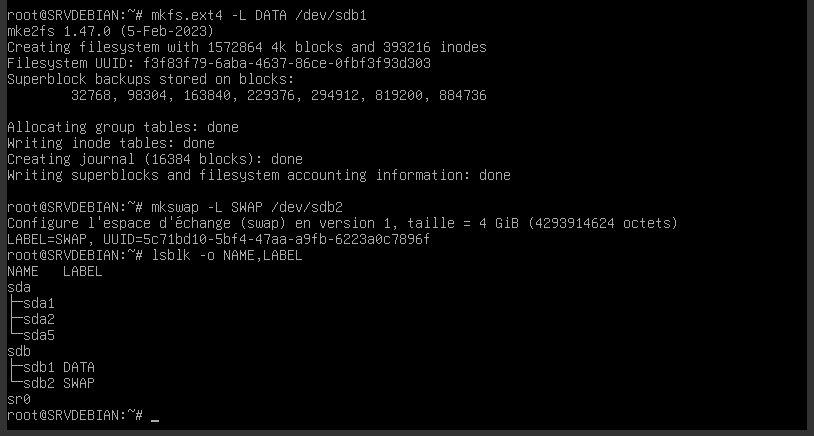 root@SRVDEBIAN:~# mkfs.ext4 -L DATA /dev/sdb1
mke2fs 1.47.0 (5-Feb-2023)
Creating filesystem with 1572864 4k blocks and 393216 inodes
Filesystem UUID: f3f83f79-6aba-4637-86ce-0fbf3f93d303
Superblock backups stored on blocks:
        32768, 98304, 163840, 229376, 294912, 819200, 884736

Allocating group tables: done
Writing inode tables: done
Creating journal (16384 blocks): done
Writing superblocks and filesystem accounting information: done

root@SRVDEBIAN:~# mkswap -L SWAP /dev/sdb2
Configure l'espace d'échange (swap) en version 1, taille = 4 GiB (4293914624 octets)
LABEL=SWAP, UUID=5c71bd10-5bf4-47aa-a9fb-6223a0c7896f
root@SRVDEBIAN:~# lsblk -o NAME,LABEL
NAME   LABEL
sda
├─sda1
├─sda2
└─sda5
sdb
├─sdb1 DATA
└─sdb2 SWAP
sr0
root@SRVDEBIAN:~# _